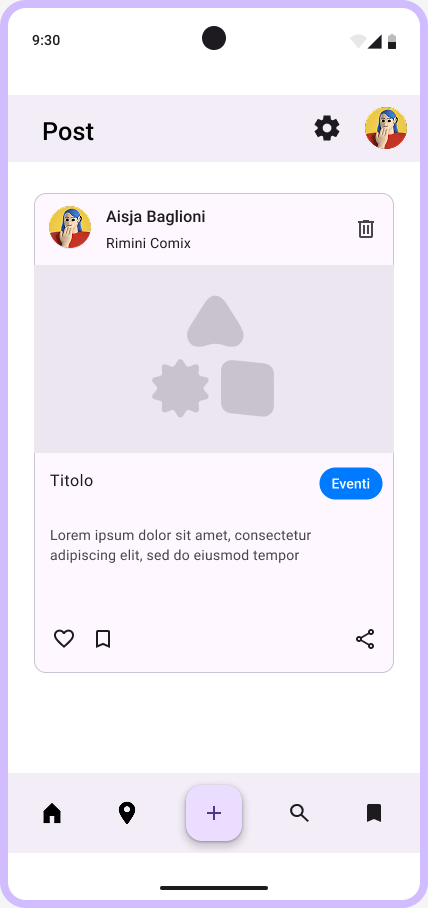 9:30
Post
Aisja Baglioni
Rimini Comix
Titolo
Eventi
Lorem ipsum dolor sit amet, consectetur
adipiscing elit, sed do eiusmod tempor